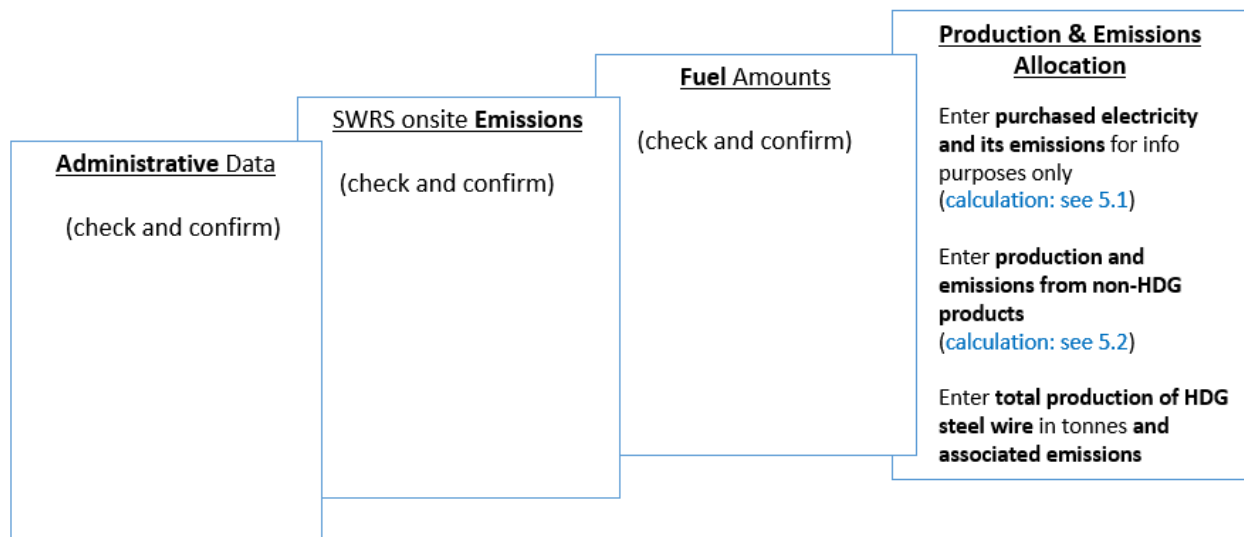 Administrative Data
(check and confirm)
SWRS onsite Emissions
(check and confirm)
Fuel Amounts
(check and confirm)
Production & Emissions
Allocation
Enter purchased electricity
and its emissions for info
purposes only
(calculation: see 5.1)
Enter production and
emissions from non-HDG
products
(calculation: see 5.2)
Enter total production of HDG
steel wire in tonnes and
associated emissions